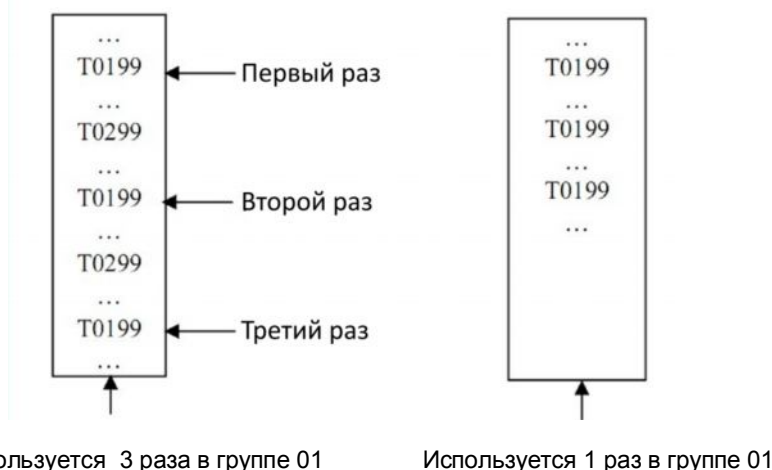 ...
T0199
Первый раз
...
T0299
...
T0199
Второй раз
...
T0299
...
T0199
Третий раз
...
...
T0199
...
T0199
...
T0199
...
3 раза в группе 01
Используется 1 раз в группе 01